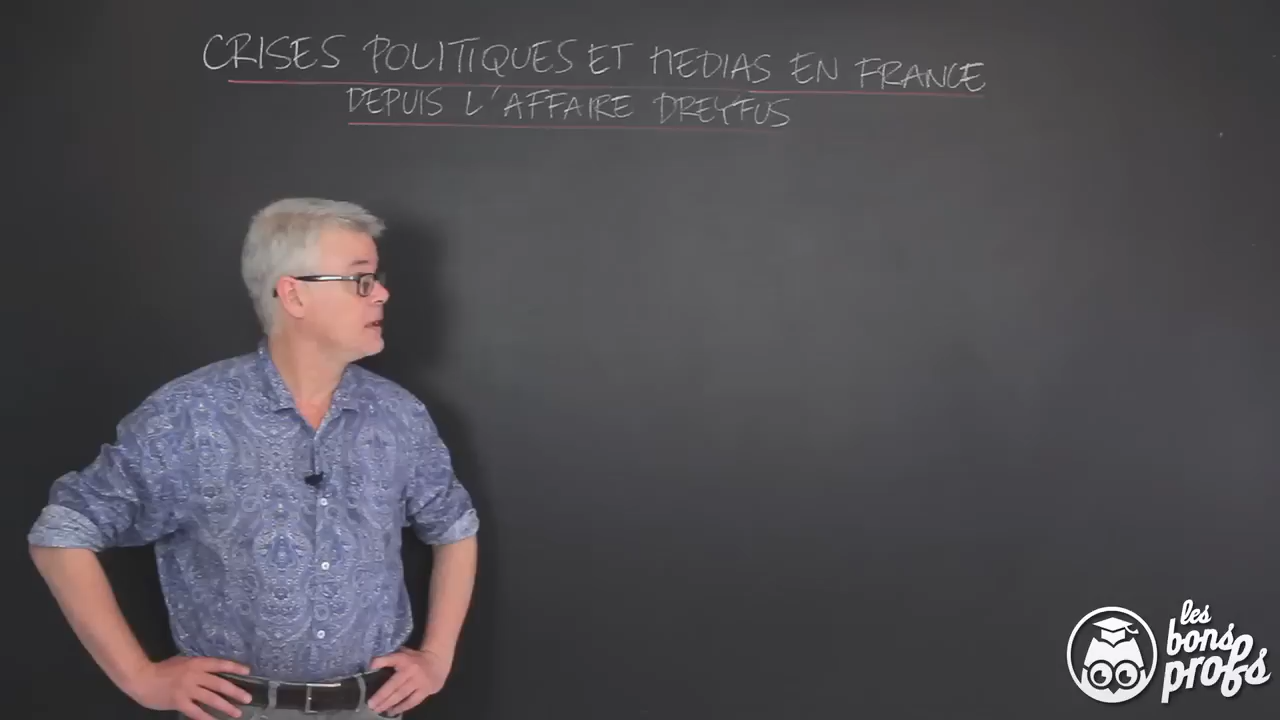 CRISES POLITIQUES ET MEDIAS EN FRANCE
DEPUIS L'AFFAIRE DREYFUS
les
bons
profs